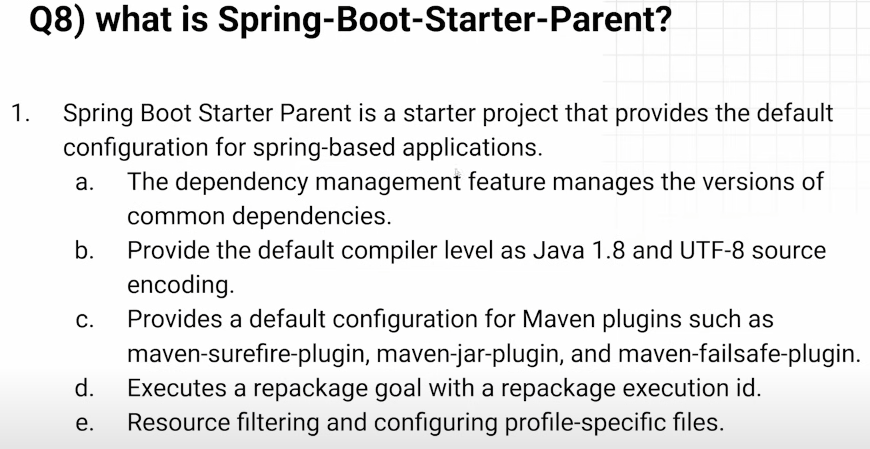 Q8) what is Spring-Boot-Starter-Parent?
1. Spring Boot Starter Parent is a starter project that provides the default
configuration for spring-based applications.
a. The dependency management feature manages the versions of
common dependencies.
b. Provide the default compiler level as Java 1.8 and UTF-8 source
encoding.
c. Provides a default configuration for Maven plugins such as
maven-surefire-plugin, maven-jar-plugin, and maven-failsafe-plugin.
d. Executes a repackage goal with a repackage execution id.
e. Resource filtering and configuring profile-specific files.